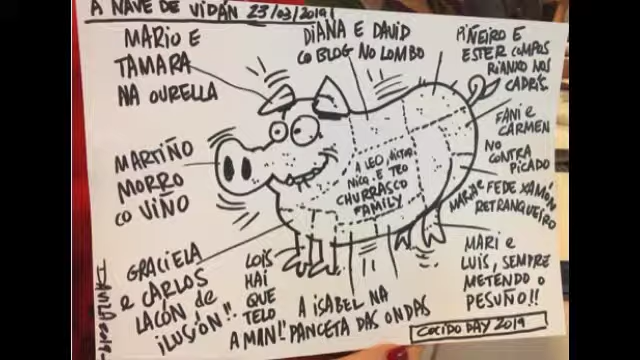 A NAVE DE VIDÁN 23/03/2019!
MARIO E
TAMARA
NA OURELLA
DIANA E DAVID
CO BLOG NO LOMBO
PIÑEIRO E
ESTER COMPOS
RIANXO NOS
CADRÍS.
FANI e
CARMEN
NO
CONTRA
PICADO
MARTIÑO
MORRO
CO VIÑO
A LEO,
NICO E TEO
CHURRASCO
FAMILY
FEDE XAMÓN
RETRANQUEIRO
GRACIELA
e CARLOS
LACÓN de
iLUSIÓN!!
LOIS
HAI
QUE
TELO
A MAN!!
A ISABEL NA
PANCETA DAS ONDAS
MARI e
LUIS, SEMPRE
METENDO O
PESUÑO!!
COCIDO DAY 2019